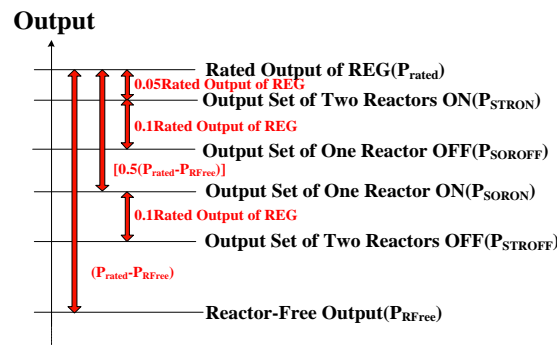 Output
Rated Output of REG(Prated)
0.05Rated Output of REG
Output Set of Two Reactors ON(PSTRON)
0.1Rated Output of REG
Output Set of One Reactor OFF(PSOROFF)
[0.5(Prated-PRFree)]
Output Set of One Reactor ON(PSORON)
0.1Rated Output of REG
Output Set of Two Reactors OFF(PSTROFF)
(Prated-PRFree)
Reactor-Free Output(PRFree)